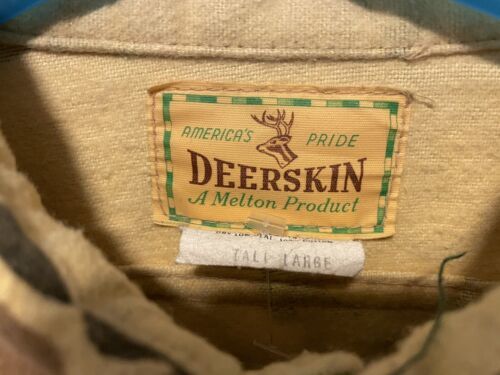 AMERICA'S PRIDE
DEERSKIN
A Melton Product
TALL LARGE